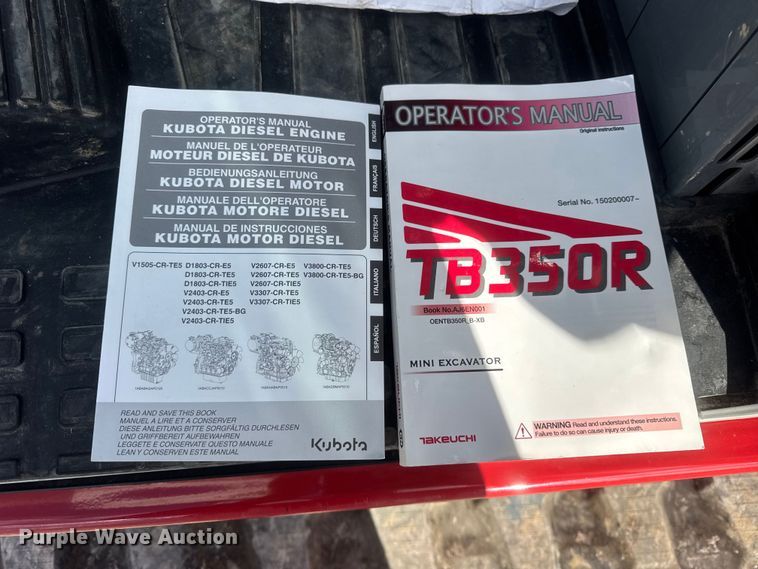 OPERATOR'S MANUAL
KUBOTA DIESEL ENGINE
MANUEL DE L'OPERATEUR
MOTEUR DIESEL DE KUBOTA
BEDIENUNGSANLEITUNG
KUBOTA DIESEL MOTOR
MANUALE DELL'OPERATORE
KUBOTA MOTORE DIESEL
MANUAL DE INSTRUCCIONES
KUBOTA MOTOR DIESEL
ENGLISH
FRANÇAIS
DEUTSCH
ITALIANO
ESPAÑOL
V1505-CR-TE5 D1803-CR-E5 V2607-CR-E5 V3800-CR-TE5
D1803-CR-TE5 V2607-CR-TE5 V3800-CR-TE5-BG
D1803-CR-TIE5 V2607-CR-TIE5
V2403-CR-E5 V3307-CR-TE5
V2403-CR-TE5 V3307-CR-TIE5
V2403-CR-TE5-BG
V2403-CR-TIE5
READ AND SAVE THIS BOOK
MANUEL A LIRE ET A CONSERVER
DIESE ANLEITUNG BITTE SORGFÄLTIG DURCHLESEN
UND GRIFFBEREIT AUFBEWAHREN
LEGGETE E CONSERVATE QUESTO MANUALE
LEAN Y CONSERVEN ESTE MANUAL
Kubota
OPERATOR'S MANUAL
Original instructions
Serial No. 150200007~
TB350R
Book No.AJ5EN001
OENTB350R_B-XB
MINI EXCAVATOR
TAKEUCHI
WARNING Read and understand these instructions.
Failure to do so can cause injury or death.
Purple Wave Auction